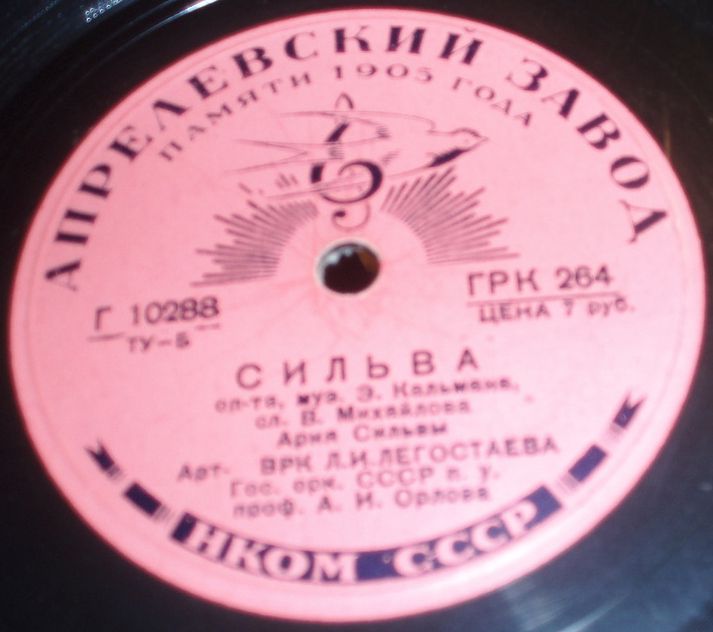 АПРЕЛЕВСКИЙ ЗАВОД
ПАМЯТИ 1905 ГОДА
Г 10288
ТУ-Б
ГРК 264
ЦЕНА 7 руб.
СИЛЬВА
оп-та, муз. Э. Кальмана,
сл. В. Михайлова
Ария Сильвы
Арт. ВРК Л.И.ЛЕГОСТАЕВА
Гос. орк. СССР п. у.
проф. А. И. Орлова
НКОМ СССР